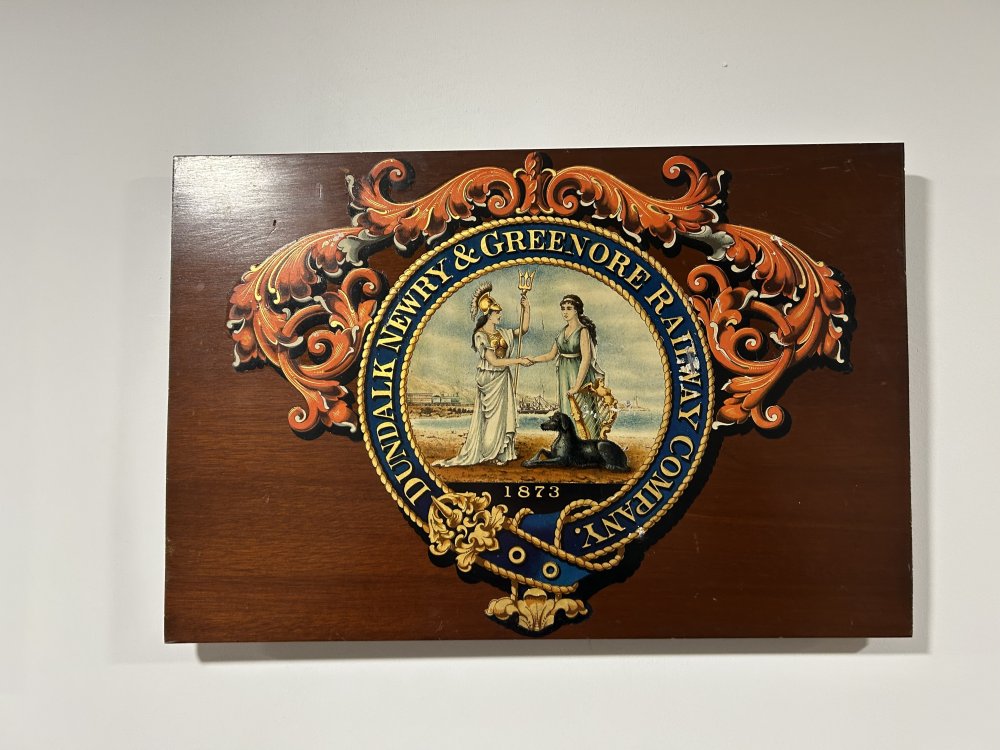 DUNDALK NEWRY & GREENORE RAILWAY COMPANY.
1873